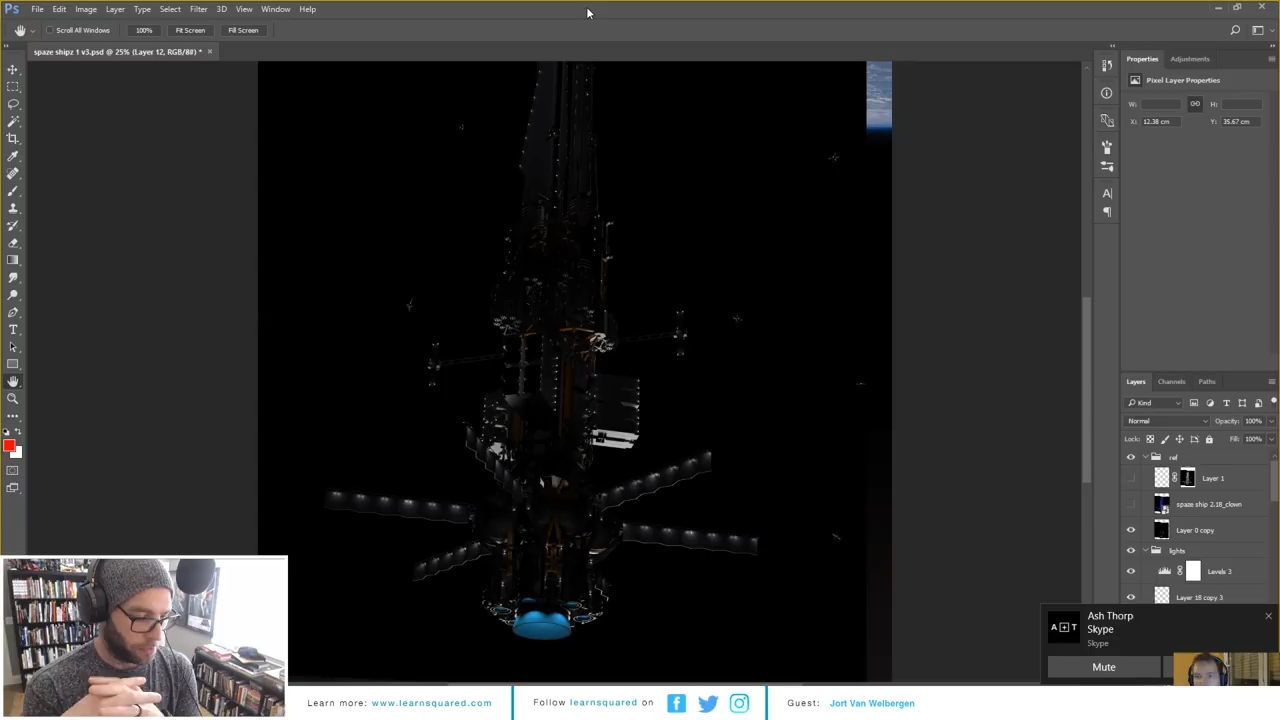 Ps File Edit Image Layer Type Select Filter 3D View Window Help
Scroll All Windows 100% Fit Screen Fill Screen
spaze shipz 1 v3.psd @ 25% (Layer 12, RGB/8#) * ×
Properties Adjustments
Pixel Layer Properties
W: H:
X: 12.38 cm Y: 35.67 cm
Layers Channels Paths
Kind
Normal Opacity: 100%
Lock: Fill: 100%
ref
Layer 1
spaze ship 2.18_clown
Layer 0 copy
lights
Levels 3
Layer 18 copy 3
A + T
Ash Thorp
Skype
Skype
Mute
Learn more: www.learnsquared.com
Follow learnsquared on
Guest: Jort Van Welbergen